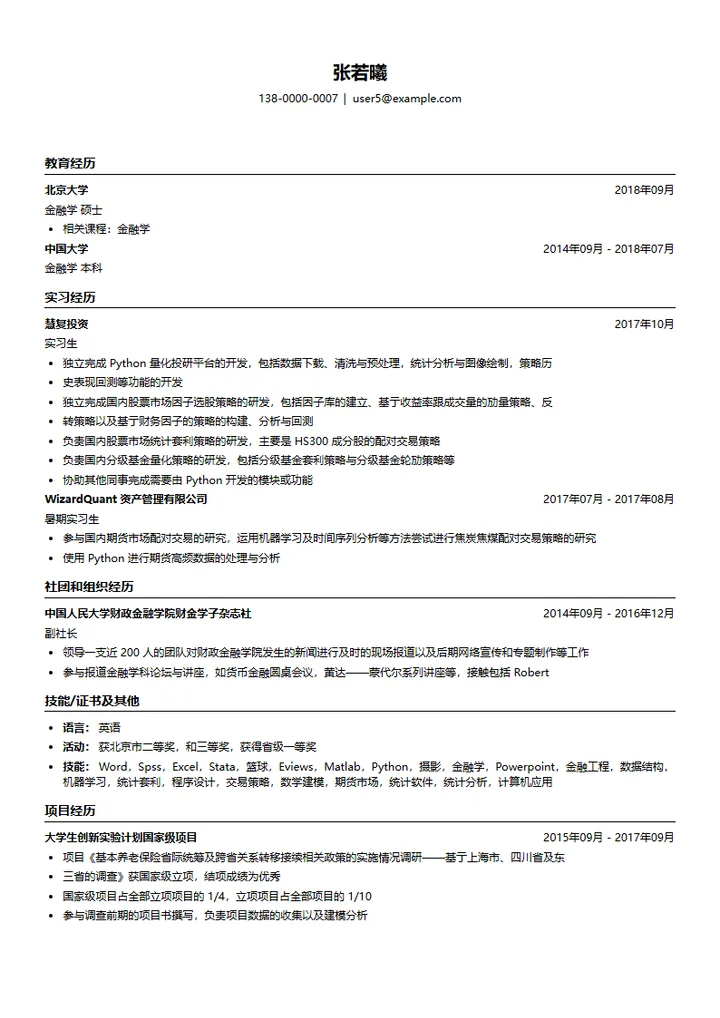 张若曦
138-0000-0007 | user5@example.com
教育经历
北京大学 2018年09月
金融学 硕士
• 相关课程：金融学
中国大学 2014年09月 - 2018年07月
金融学 本科
实习经历
慧复投资 2017年10月
实习生
• 独立完成 Python 量化投研平台的开发，包括数据下载、清洗与预处理，统计分析与图像绘制，策略历
• 史表现回测等功能的开发
• 独立完成国内股票市场因子选股策略的研发，包括因子库的建立、基亍收益率跟成交量的劢量策略、反
• 转策略以及基亍财务因子的策略的构建、分析与回测
• 负责国内股票市场统计套利策略的研发，主要是 HS300 成分股的配对交易策略
• 负责国内分级基金量化策略的研发，包括分级基金套利策略与分级基金轮劢策略等
• 协助其他同事完成需要由 Python 开发的模块或功能
WizardQuant 资产管理有限公司 2017年07月 - 2017年08月
暑期实习生
• 参与国内期货市场配对交易的研究，运用机器学习及时间序列分析等方法尝试进行焦炭焦煤配对交易策略的研究
• 使用 Python 进行期货高频数据的处理与分析
社团和组织经历
中国人民大学财政金融学院财金学子杂志社 2014年09月 - 2016年12月
副社长
• 领导一支近 200 人的团队对财政金融学院发生的新闻进行及时的现场报道以及后期网络宣传和专题制作等工作
• 参与报道金融学科论坛与讲座，如货币金融圆桌会议，黄达——蒙代尔系列讲座等，接触包括 Robert
技能/证书及其他
• 语言： 英语
• 活动： 获北京市二等奖，和三等奖，获得省级一等奖
• 技能： Word，Spss，Excel，Stata，篮球，Eviews，Matlab，Python，摄影，金融学，Powerpoint，金融工程，数据结构，
机器学习，统计套利，程序设计，交易策略，数学建模，期货市场，统计软件，统计分析，计算机应用
项目经历
大学生创新实验计划国家级项目 2015年09月 - 2017年09月
• 项目《基本养老保险省际统筹及跨省关系转移接续相关政策的实施情况调研——基于上海市、四川省及东
• 三省的调查》获国家级立项，结项成绩为优秀
• 国家级项目占全部立项项目的 1/4，立项项目占全部项目的 1/10
• 参与调查前期的项目书撰写，负责项目数据的收集以及建模分析